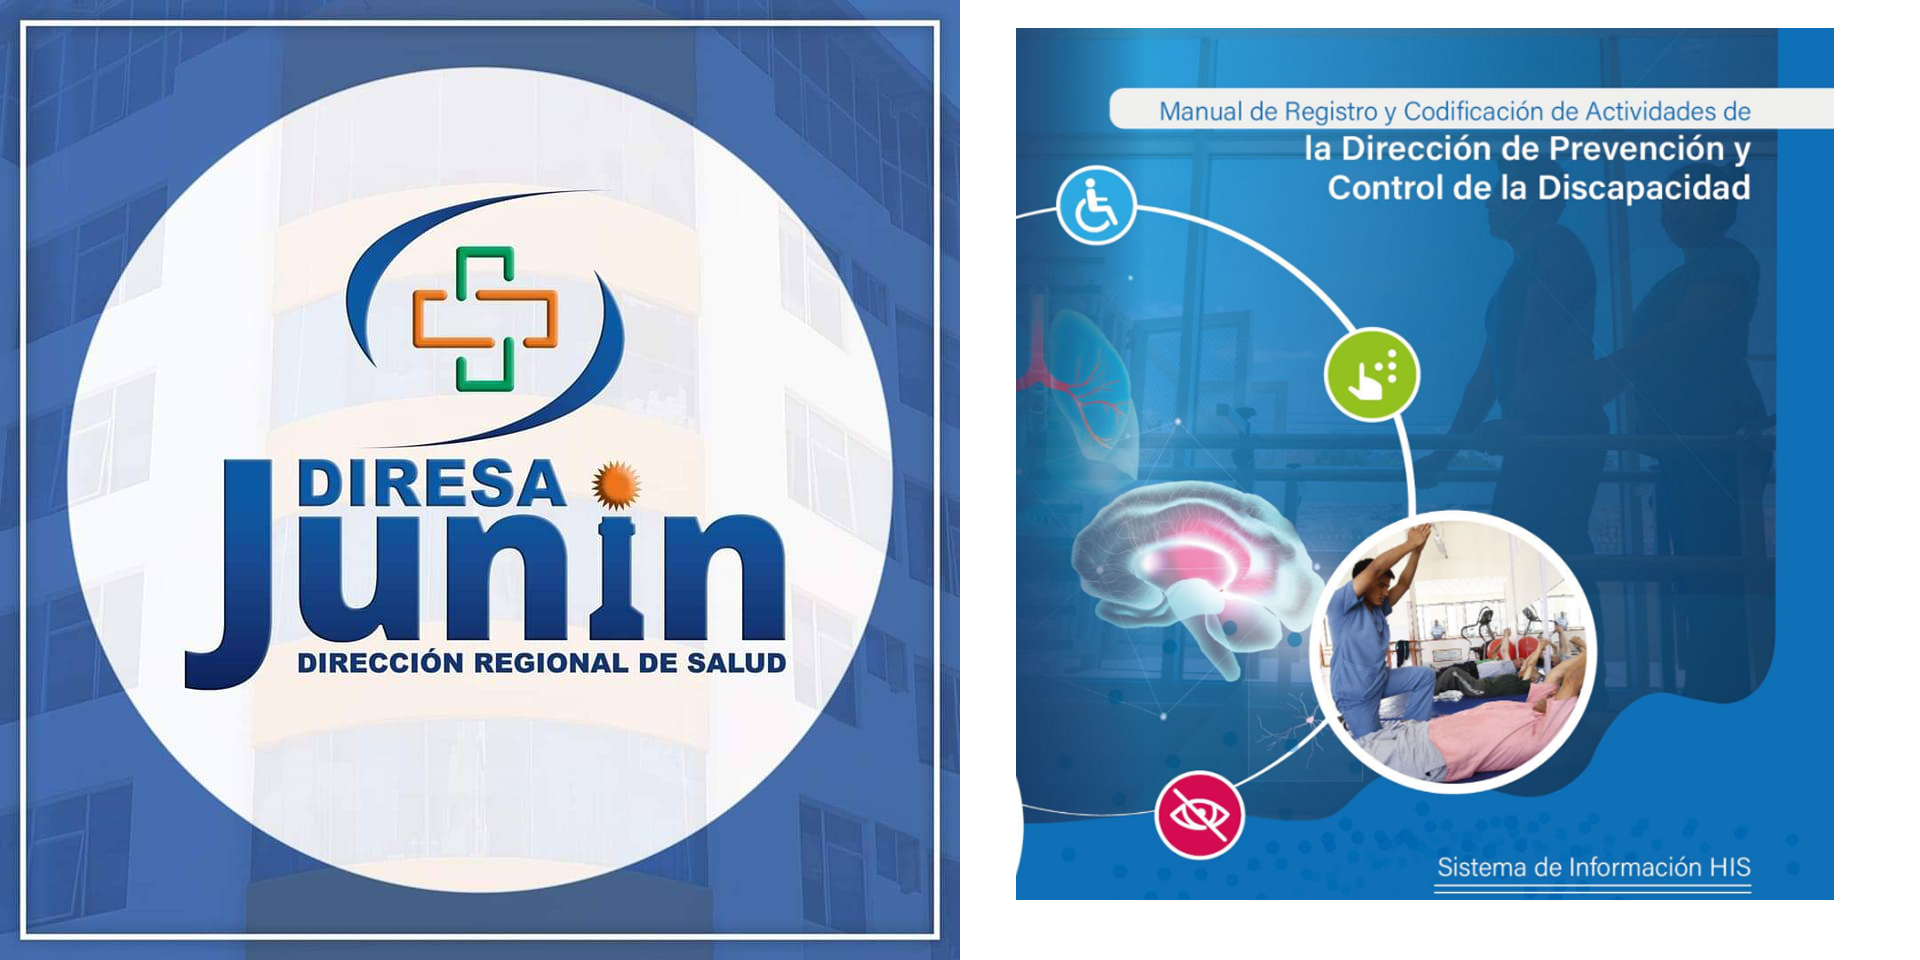 DIRESA
Junin
DIRECCIÓN REGIONAL DE SALUD
Manual de Registro y Codificación de Actividades de
la Dirección de Prevención y
Control de la Discapacidad
Sistema de Información HIS